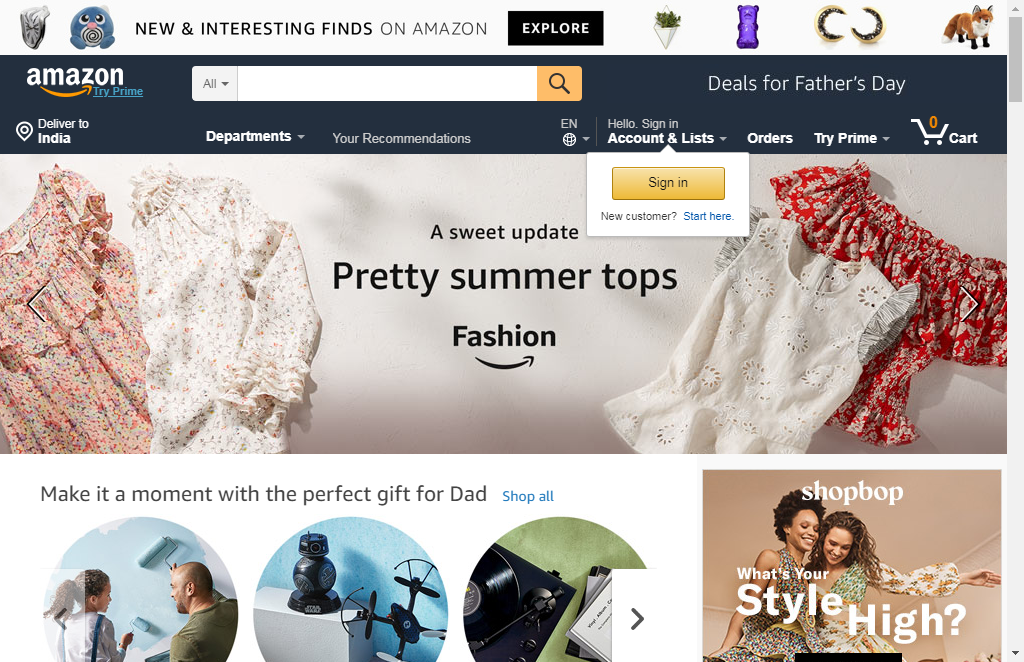 NEW & INTERESTING FINDS ON AMAZON EXPLORE
amazon
Try Prime
All
Deals for Father's Day
Deliver to
India
Departments
Your Recommendations
EN
Hello. Sign in
Account & Lists
Orders
Try Prime
0
Cart
Sign in
New customer? Start here.
A sweet update
Pretty summer tops
Fashion
Make it a moment with the perfect gift for Dad Shop all
shopbop
What's Your
Style
High?
STAR
WARS